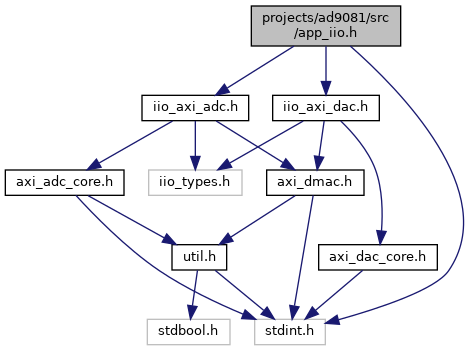 projects/ad9081/src
/app_iio.h
iio_axi_adc.h
iio_axi_dac.h
axi_adc_core.h
iio_types.h
axi_dmac.h
util.h
axi_dac_core.h
stdbool.h
stdint.h